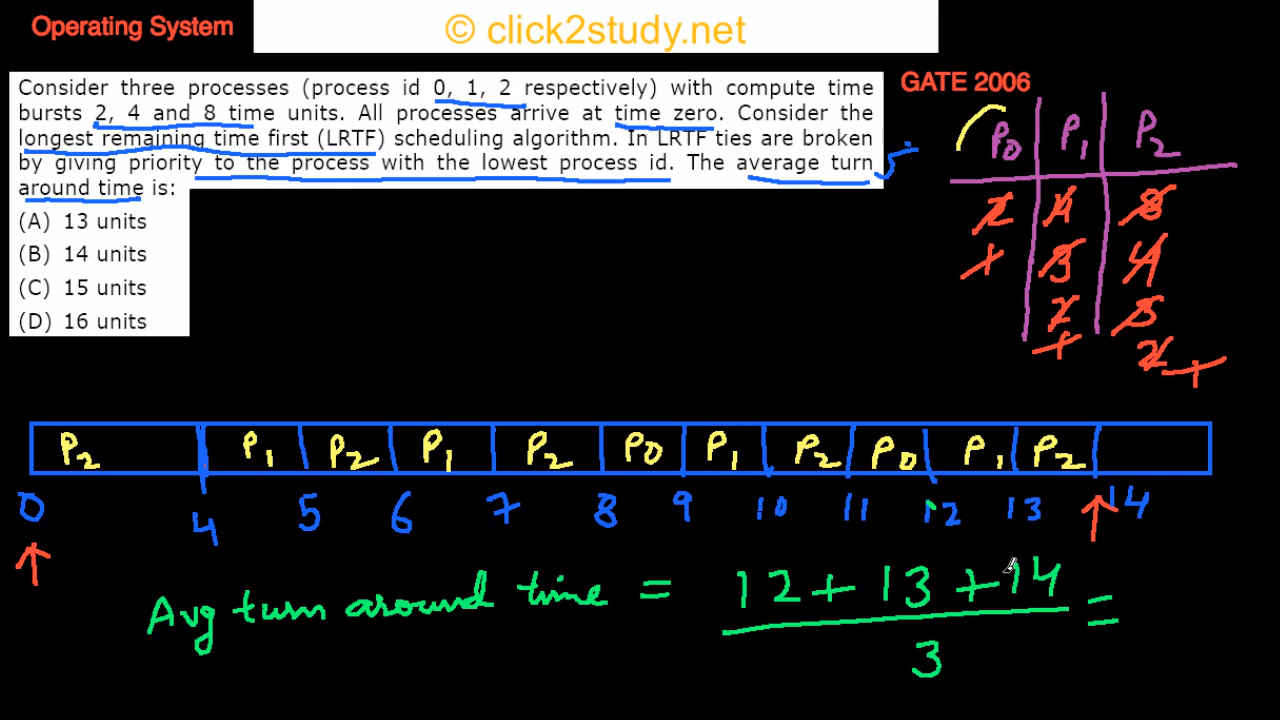 Operating System
© click2study.net
Consider three processes (process id 0, 1, 2 respectively) with compute time
bursts 2, 4 and 8 time units. All processes arrive at time zero. Consider the
longest remaining time first (LRTF) scheduling algorithm. In LRTF ties are broken
by giving priority to the process with the lowest process id. The average turn
around time is:
(A) 13 units
(B) 14 units
(C) 15 units
(D) 16 units
GATE 2006
P0 P1 P2
2 4 8
1 3 4
2 3
1 2 1
P2 P1 P2 P1 P2 P0 P1 P2 P0 P1 P2
0 4 5 6 7 8 9 10 11 12 13 14
Avg turn around time = 12 + 13 + 14 =
3